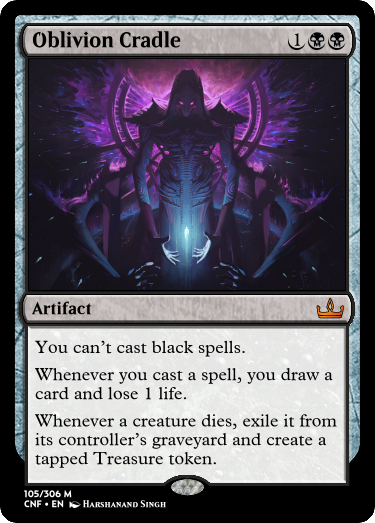 Oblivion Cradle 1
Artifact
You can't cast black spells.
Whenever you cast a spell, you draw a
card and lose 1 life.
Whenever a creature dies, exile it from
its controller's graveyard and create a
tapped Treasure token.
105/306 M
CNF • EN Harshanand Singh